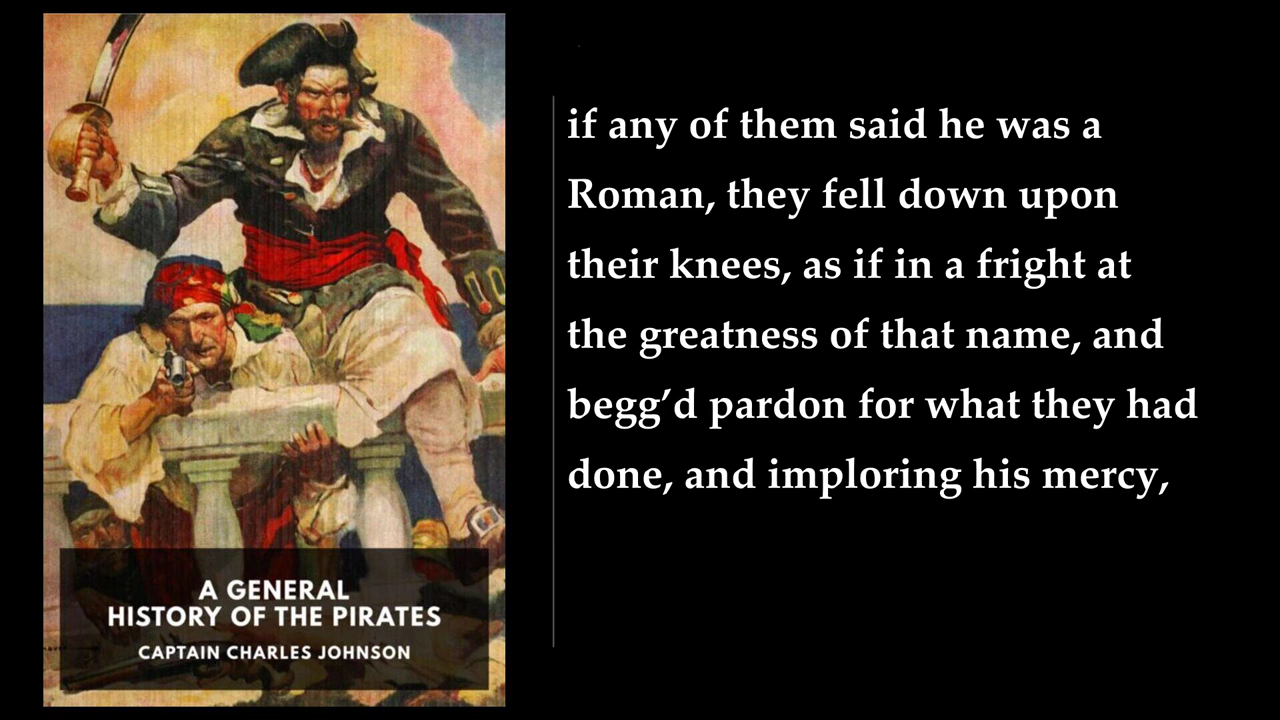 if any of them said he was a
Roman, they fell down upon
their knees, as if in a fright at
the greatness of that name, and
begg’d pardon for what they had
done, and imploring his mercy,
A GENERAL
HISTORY OF THE PIRATES
CAPTAIN CHARLES JOHNSON